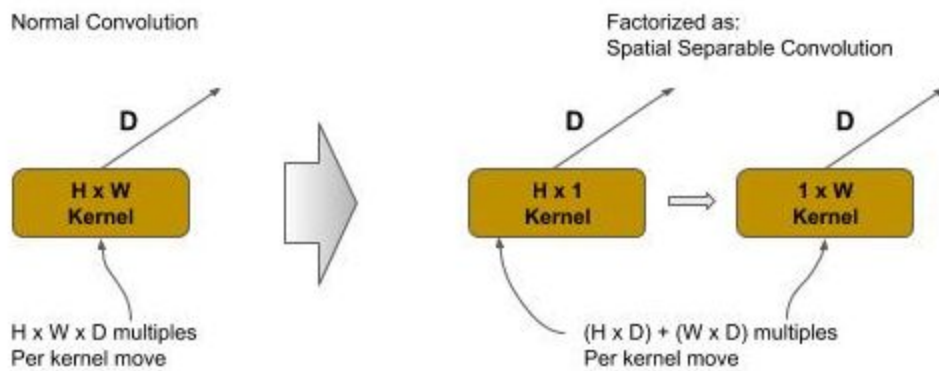 Normal Convolution
Factorized as:
Spatial Separable Convolution
D
H x W
Kernel
D
H x 1
Kernel
D
1 x W
Kernel
H x W x D multiples
Per kernel move
(H x D) + (W x D) multiples
Per kernel move